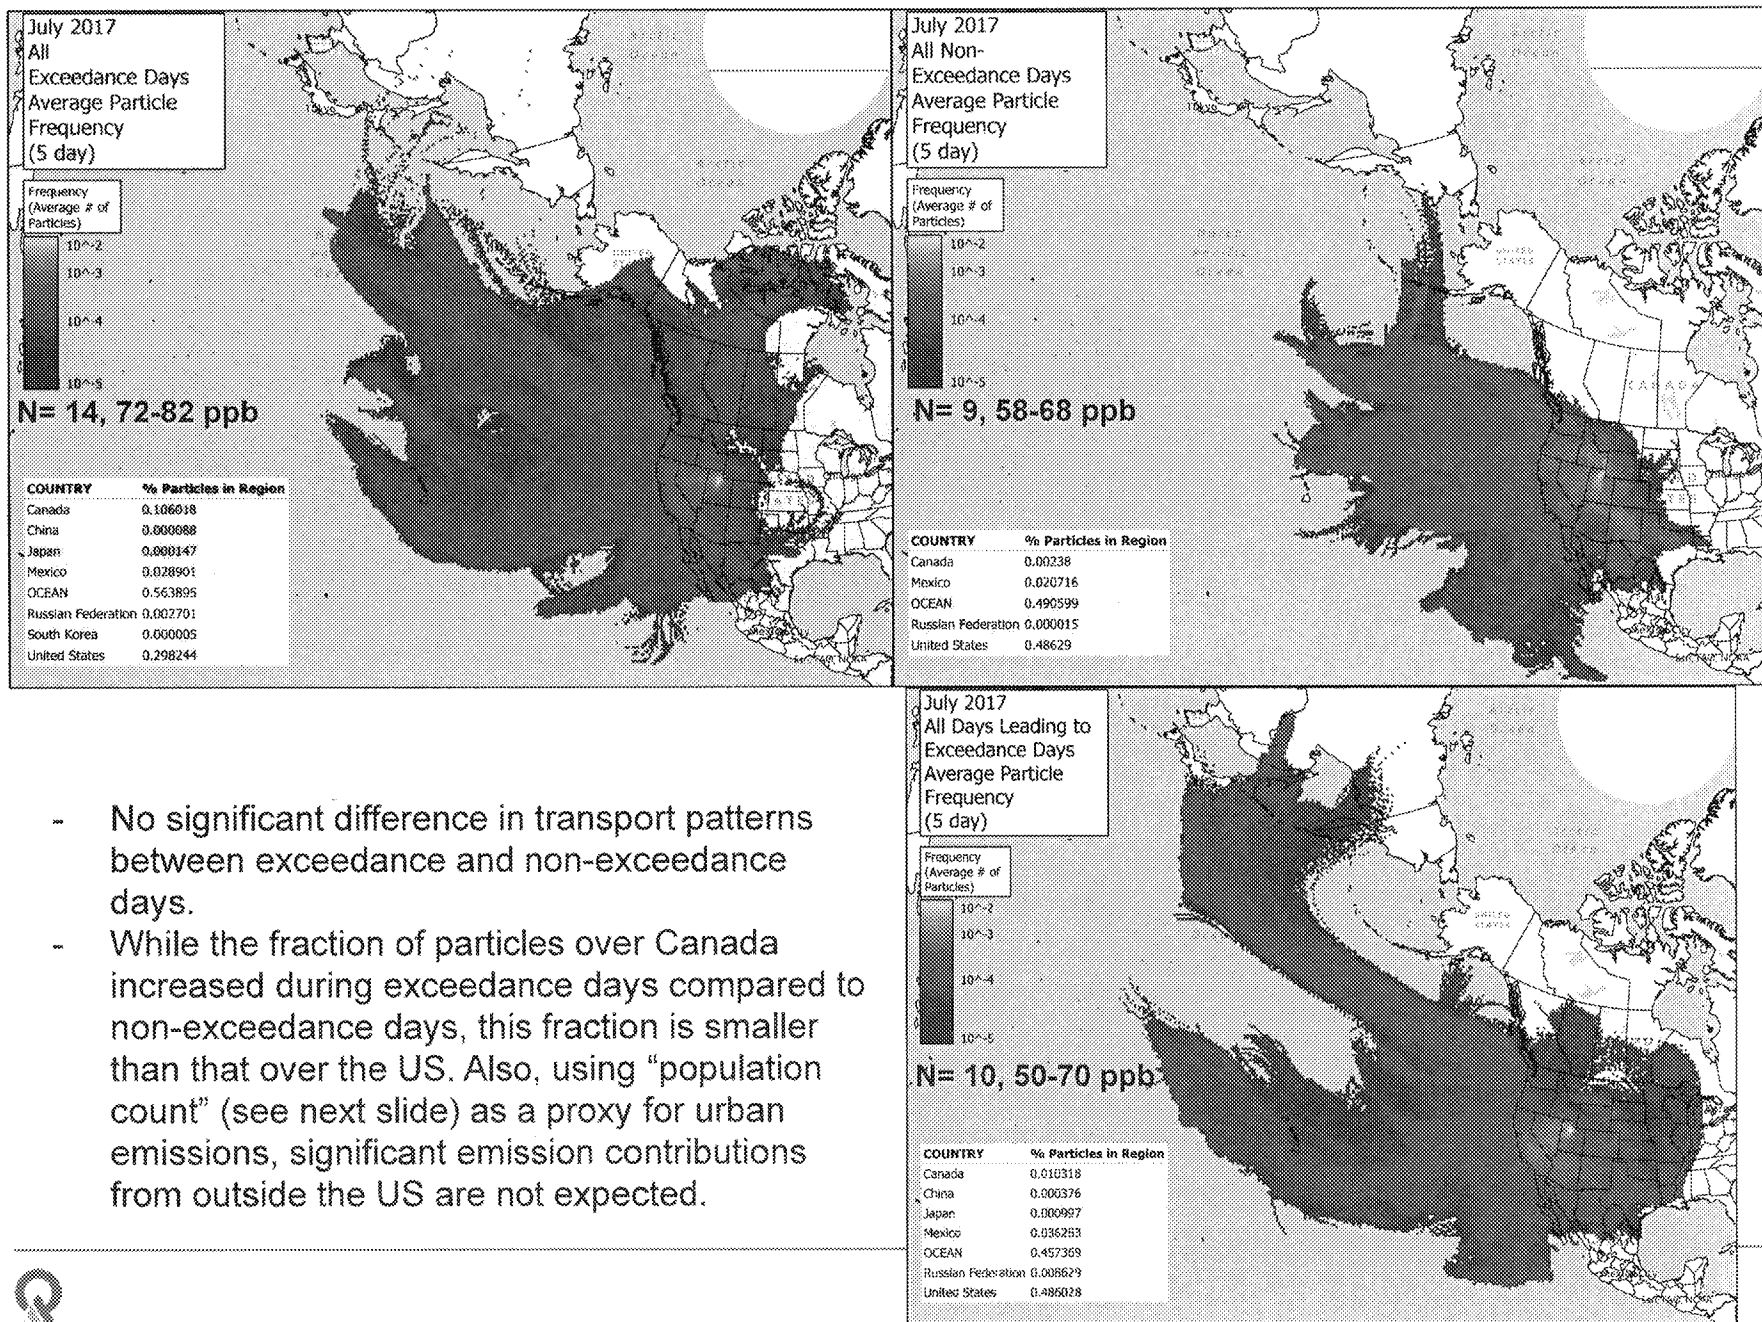 July 2017
All
Exceedance Days
Average Particle
Frequency
(5 day)
Frequency
(Average # of
Particles)
10^-2
10^-3
10^-4
10^-5
N= 14, 72-82 ppb
COUNTRY % Particles in Region
Canada 0.106018
China 0.000088
Japan 0.000147
Mexico 0.028901
OCEAN 0.563895
Russian Federation 0.002701
South Korea 0.000005
United States 0.298244
July 2017
All Non-
Exceedance Days
Average Particle
Frequency
(5 day)
Frequency
(Average # of
Particles)
10^-2
10^-3
10^-4
10^-5
CANADA
N= 9, 58-68 ppb
COUNTRY % Particles in Region
Canada 0.00238
Mexico 0.020716
OCEAN 0.490599
Russian Federation 0.000015
United States 0.48629
- No significant difference in transport patterns
between exceedance and non-exceedance
days.
- While the fraction of particles over Canada
increased during exceedance days compared to
non-exceedance days, this fraction is smaller
than that over the US. Also, using “population
count” (see next slide) as a proxy for urban
emissions, significant emission contributions
from outside the US are not expected.
July 2017
All Days Leading to
Exceedance Days
Average Particle
Frequency
(5 day)
Frequency
(Average # of
Particles)
10^-2
10^-3
10^-4
10^-5
N= 10, 50-70 ppb
COUNTRY % Particles in Region
Canada 0.010318
China 0.000376
Japan 0.000997
Mexico 0.036253
OCEAN 0.457369
Russian Federation 0.008629
United States 0.486028